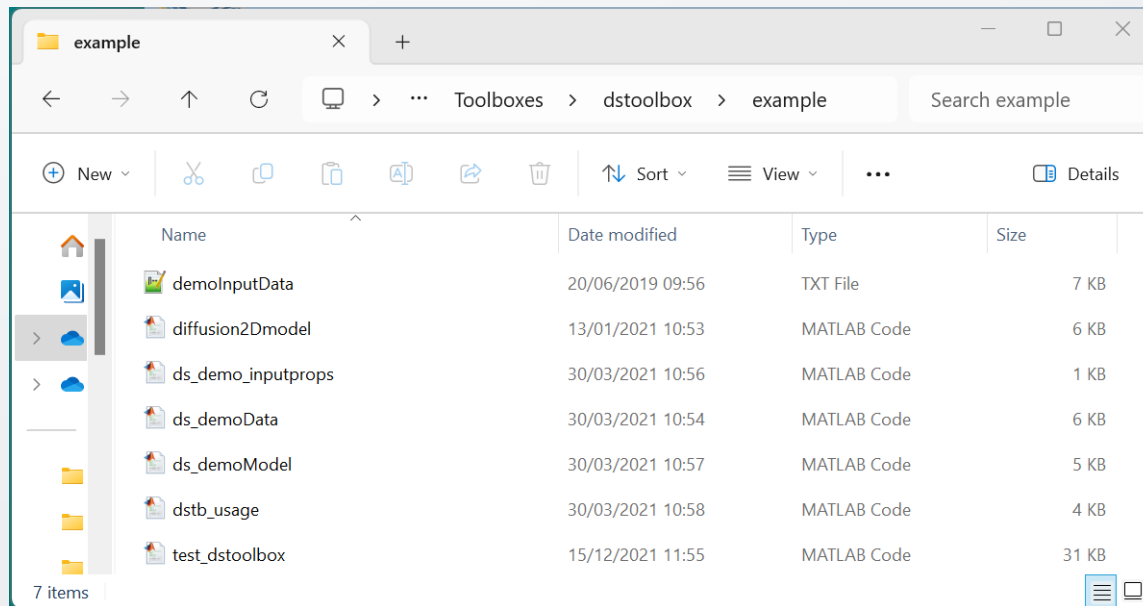 example
··· Toolboxes > dstoolbox > example Search example
New Sort View ··· Details
Name Date modified Type Size
demoInputData 20/06/2019 09:56 TXT File 7 KB
diffusion2Dmodel 13/01/2021 10:53 MATLAB Code 6 KB
ds_demo_inputprops 30/03/2021 10:56 MATLAB Code 1 KB
ds_demoData 30/03/2021 10:54 MATLAB Code 6 KB
ds_demoModel 30/03/2021 10:57 MATLAB Code 5 KB
dstb_usage 30/03/2021 10:58 MATLAB Code 4 KB
test_dstoolbox 15/12/2021 11:55 MATLAB Code 31 KB
7 items